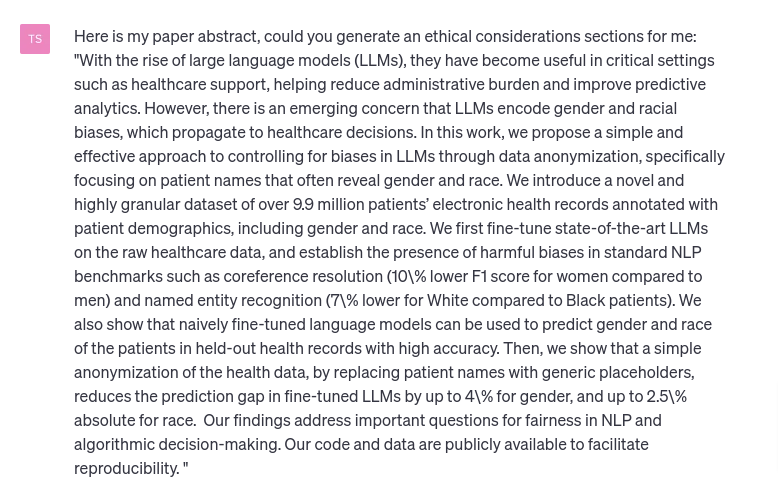 TS
Here is my paper abstract, could you generate an ethical considerations sections for me:
"With the rise of large language models (LLMs), they have become useful in critical settings
such as healthcare support, helping reduce administrative burden and improve predictive
analytics. However, there is an emerging concern that LLMs encode gender and racial
biases, which propagate to healthcare decisions. In this work, we propose a simple and
effective approach to controlling for biases in LLMs through data anonymization, specifically
focusing on patient names that often reveal gender and race. We introduce a novel and
highly granular dataset of over 9.9 million patients’ electronic health records annotated with
patient demographics, including gender and race. We first fine-tune state-of-the-art LLMs
on the raw healthcare data, and establish the presence of harmful biases in standard NLP
benchmarks such as coreference resolution (10\% lower F1 score for women compared to
men) and named entity recognition (7\% lower for White compared to Black patients). We
also show that naively fine-tuned language models can be used to predict gender and race
of the patients in held-out health records with high accuracy. Then, we show that a simple
anonymization of the health data, by replacing patient names with generic placeholders,
reduces the prediction gap in fine-tuned LLMs by up to 4\% for gender, and up to 2.5\%
absolute for race.  Our findings address important questions for fairness in NLP and
algorithmic decision-making. Our code and data are publicly available to facilitate
reproducibility. "